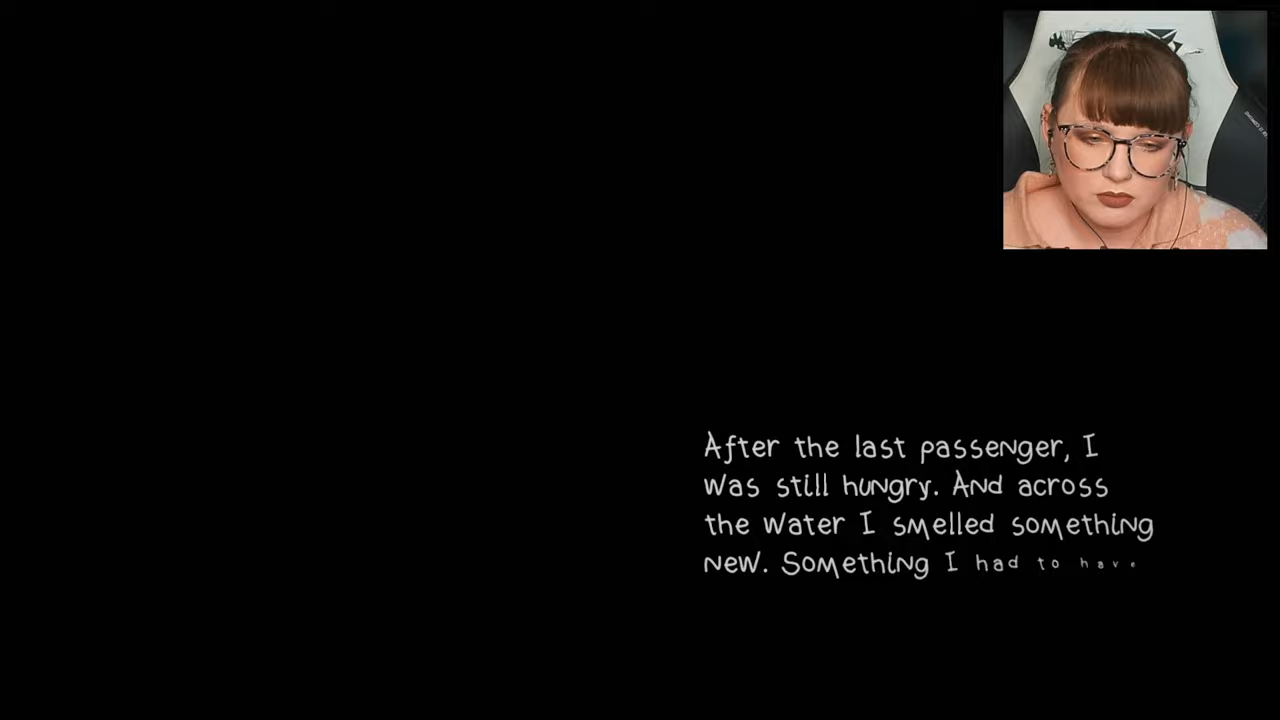 After the last passenger, I
was still hungry. And across
the water I smelled something
new. Something I had to have.